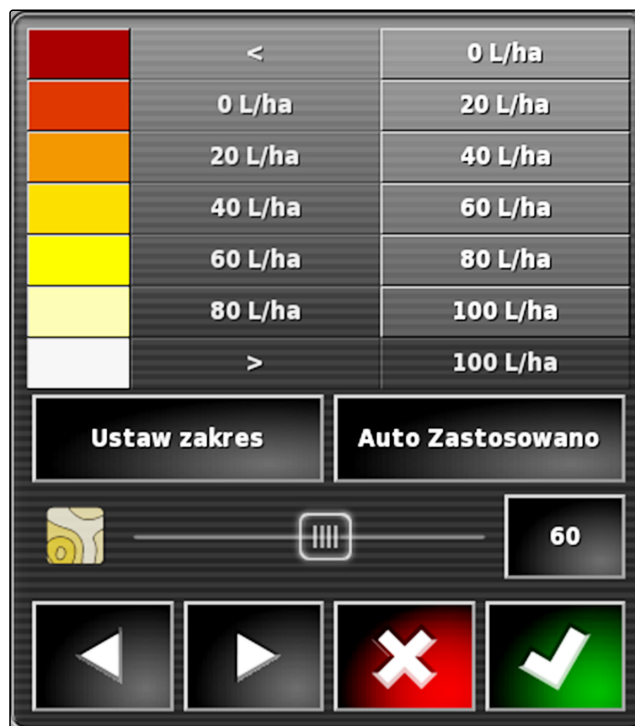 < 0 L/ha
0 L/ha 20 L/ha
20 L/ha 40 L/ha
40 L/ha 60 L/ha
60 L/ha 80 L/ha
80 L/ha 100 L/ha
> 100 L/ha
Ustaw zakres Auto Zastosowano
60